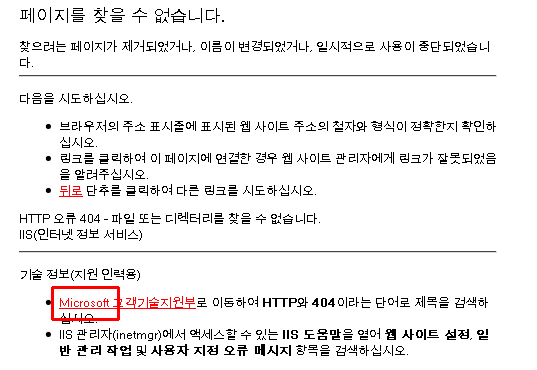 페이지를 찾을 수 없습니다.
찾으려는 페이지가 제거되었거나, 이름이 변경되었거나, 일시적으로 사용이 중단되었습니
다.
다음을 시도하십시오.
브라우저의 주소 표시줄에 표시된 웹 사이트 주소의 철자와 형식이 정확한지 확인하
십시오.
링크를 클릭하여 이 페이지에 연결한 경우 웹 사이트 관리자에게 링크가 잘못되었음
을 알려주십시오.
뒤로 단추를 클릭하여 다른 링크를 시도하십시오.
HTTP 오류 404 - 파일 또는 디렉터리를 찾을 수 없습니다.
IIS(인터넷 정보 서비스)
기술 정보(지원 인력용)
Microsoft 고객기술지원부로 이동하여 HTTP와 404이라는 단어로 제목을 검색하
십시오.
IIS 관리자(inetmgr)에서 액세스할 수 있는 IIS 도움말을 열어 웹 사이트 설정, 일
반 관리 작업 및 사용자 지정 오류 메시지 항목을 검색하십시오.